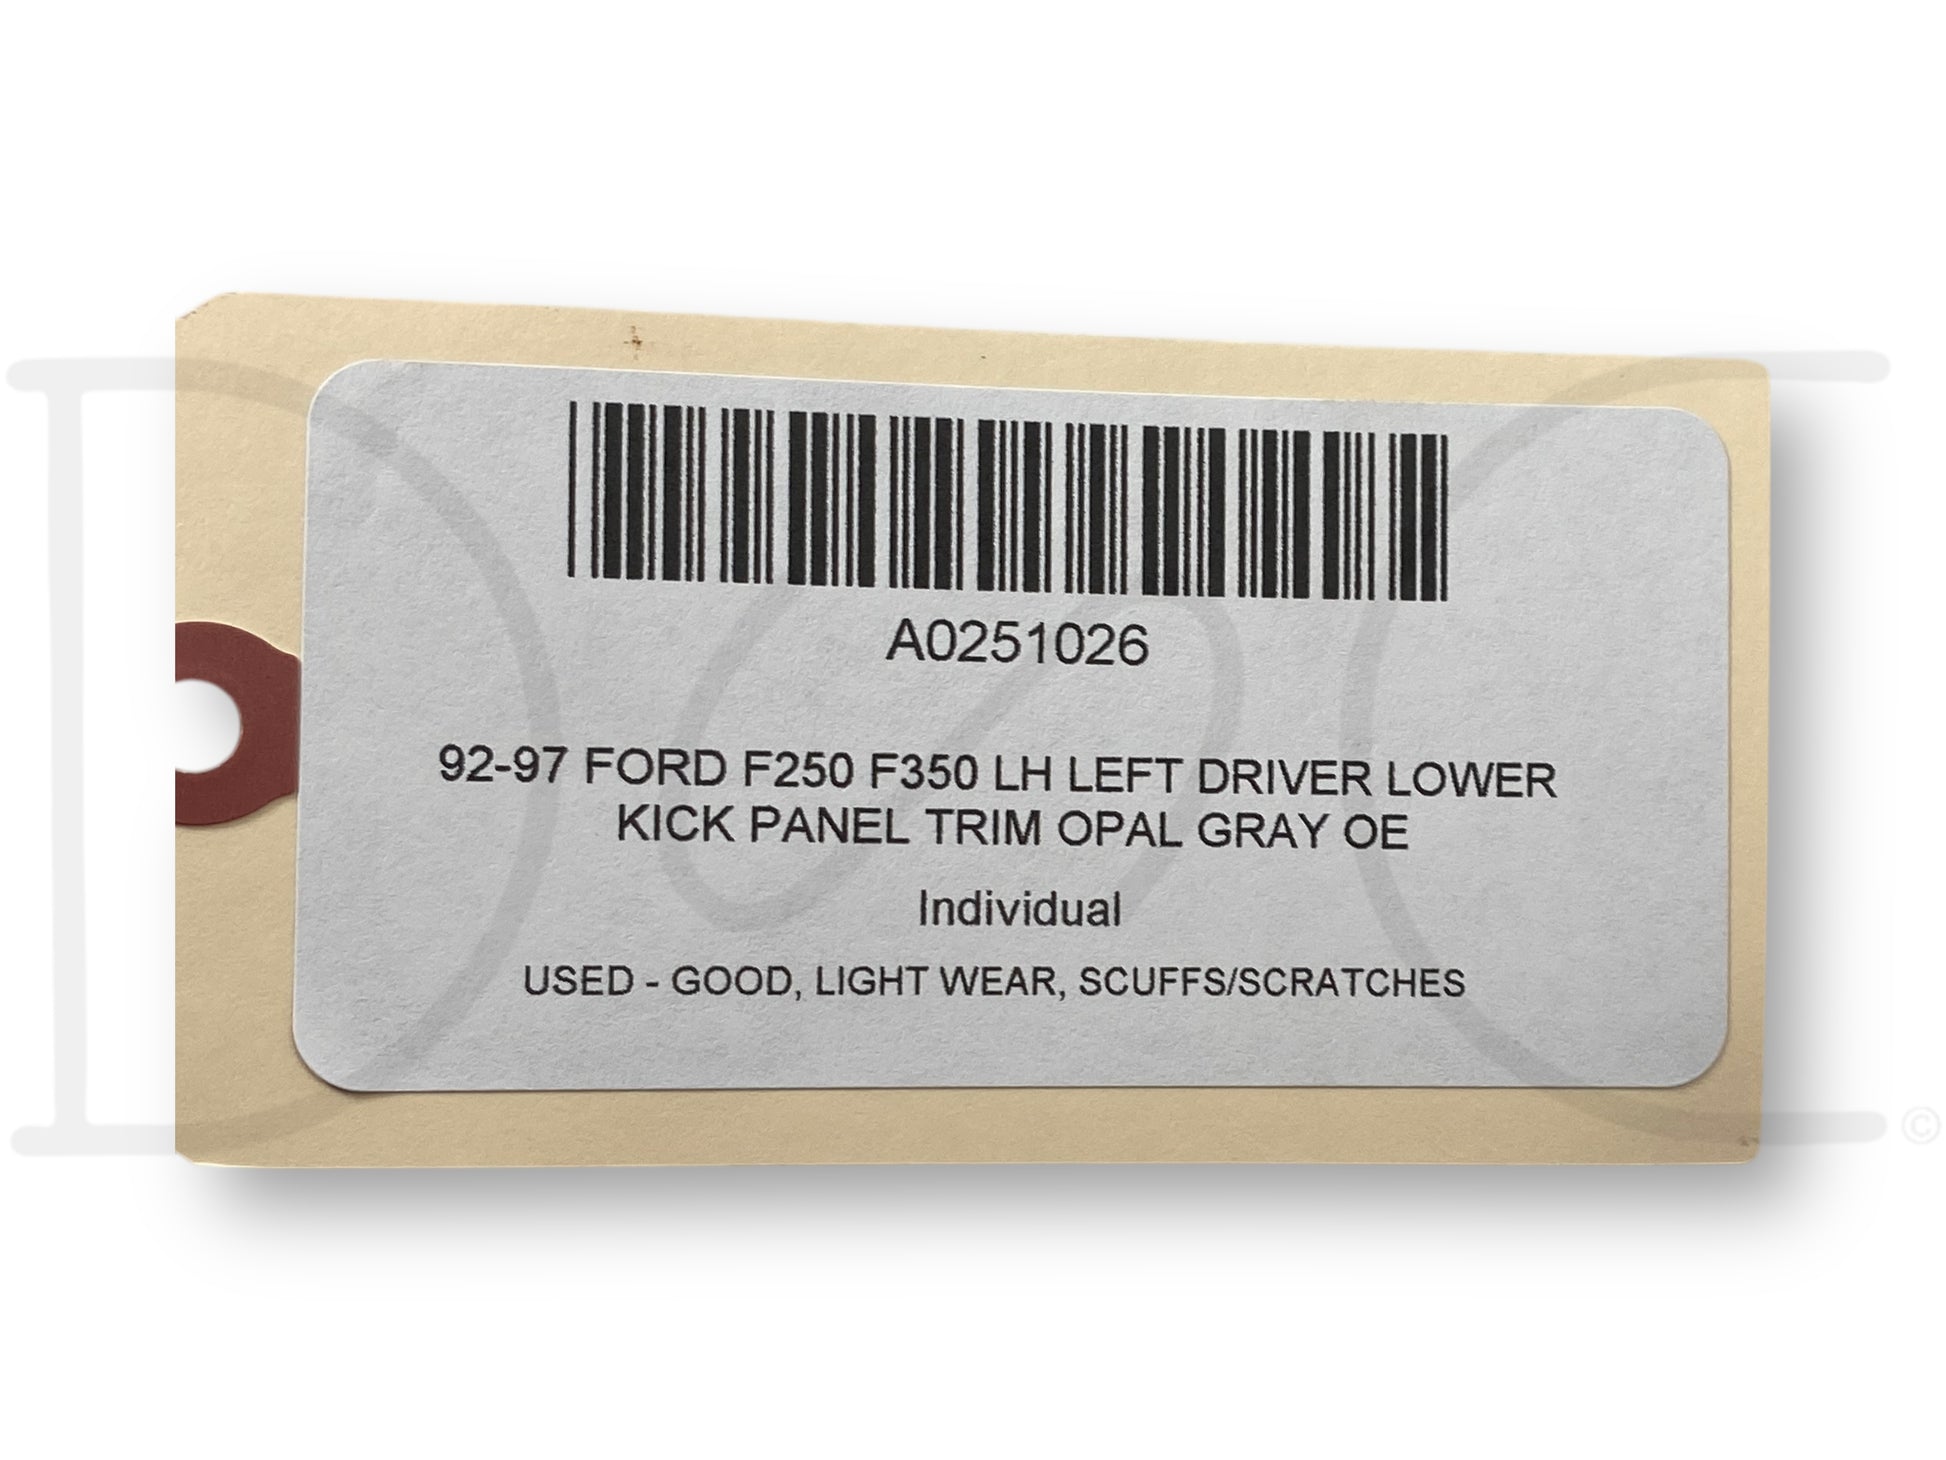 A0251026
92-97 FORD F250 F350 LH LEFT DRIVER LOWER
KICK PANEL TRIM OPAL GRAY OE
Individual
USED - GOOD, LIGHT WEAR, SCUFFS/SCRATCHES
©